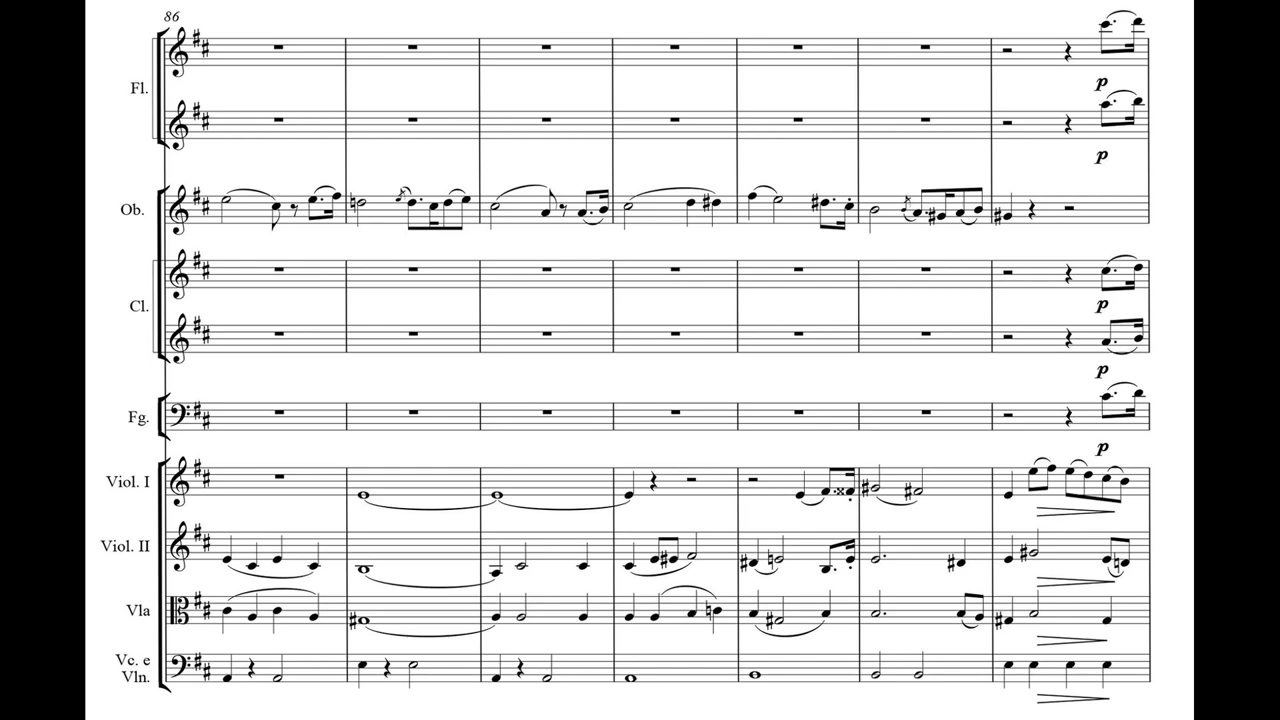 86
Fl.
p
p
Ob.
Cl.
p
p
Fg.
p
Viol. I
Viol. II
Vla
Vc. e
Vln.